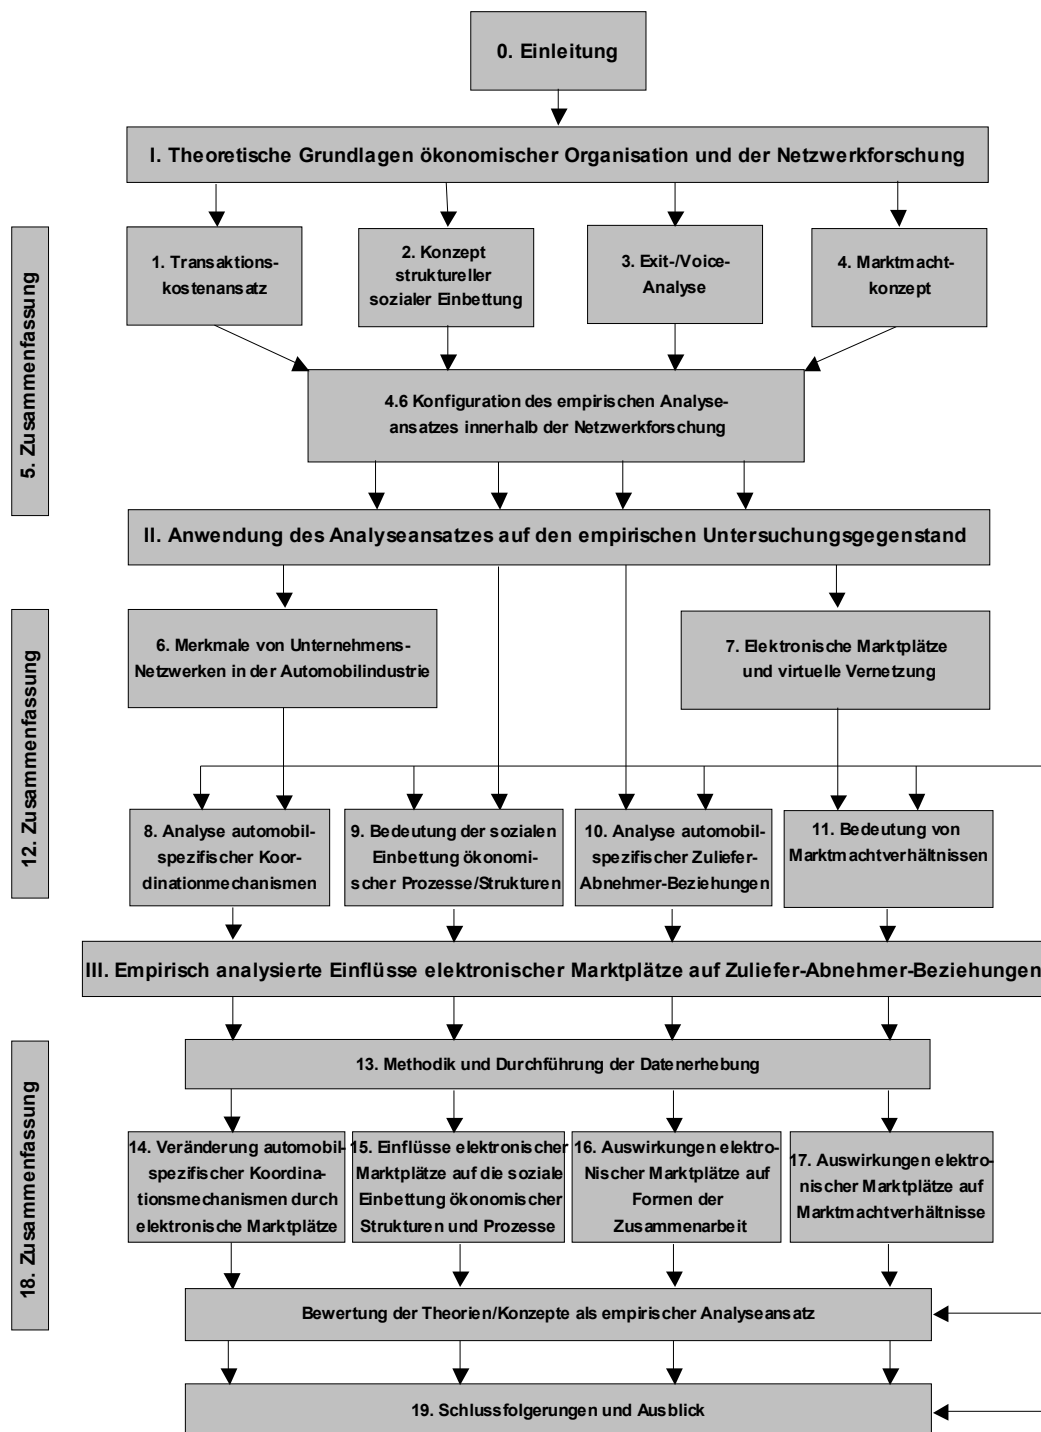 0. Einleitung
I. Theoretische Grundlagen ökonomischer Organisation und der Netzwerkforschung
5. Zusammenfassung
1. Transaktions-
kostenansatz
2. Konzept
struktureller
sozialer Einbettung
3. Exit-/Voice-
Analyse
4. Marktmacht-
konzept
4.6 Konfiguration des empirischen Analyse-
ansatzes innerhalb der Netzwerkforschung
II. Anwendung des Analyseansatzes auf den empirischen Untersuchungsgegenstand
12. Zusammenfassung
6. Merkmale von Unternehmens-
Netzwerken in der Automobilindustrie
7. Elektronische Marktplätze
und virtuelle Vernetzung
8. Analyse automobil-
spezifischer Koor-
dinationmechanismen
9. Bedeutung der sozialen
Einbettung ökonomi-
scher Prozesse/Strukturen
10. Analyse automobil-
spezifischer Zuliefer-
Abnehmer-Beziehungen
11. Bedeutung von
Marktmachtverhältnissen
III. Empirisch analysierte Einflüsse elektronischer Marktplätze auf Zuliefer-Abnehmer-Beziehungen
18. Zusammenfassung
13. Methodik und Durchführung der Datenerhebung
14. Veränderung automobil-
spezifischer Koordina-
tionsmechanismen durch
elektronische Marktplätze
15. Einflüsse elektronischer
Marktplätze auf die soziale
Einbettung ökonomischer
Strukturen und Prozesse
16. Auswirkungen elektro-
Nischer Marktplätze auf
Formen der
Zusammenarbeit
17. Auswirkungen elektro-
nischer Marktplätze auf
Marktmachtverhältnisse
Bewertung der Theorien/Konzepte als empirischer Analyseansatz
19. Schlussfolgerungen und Ausblick